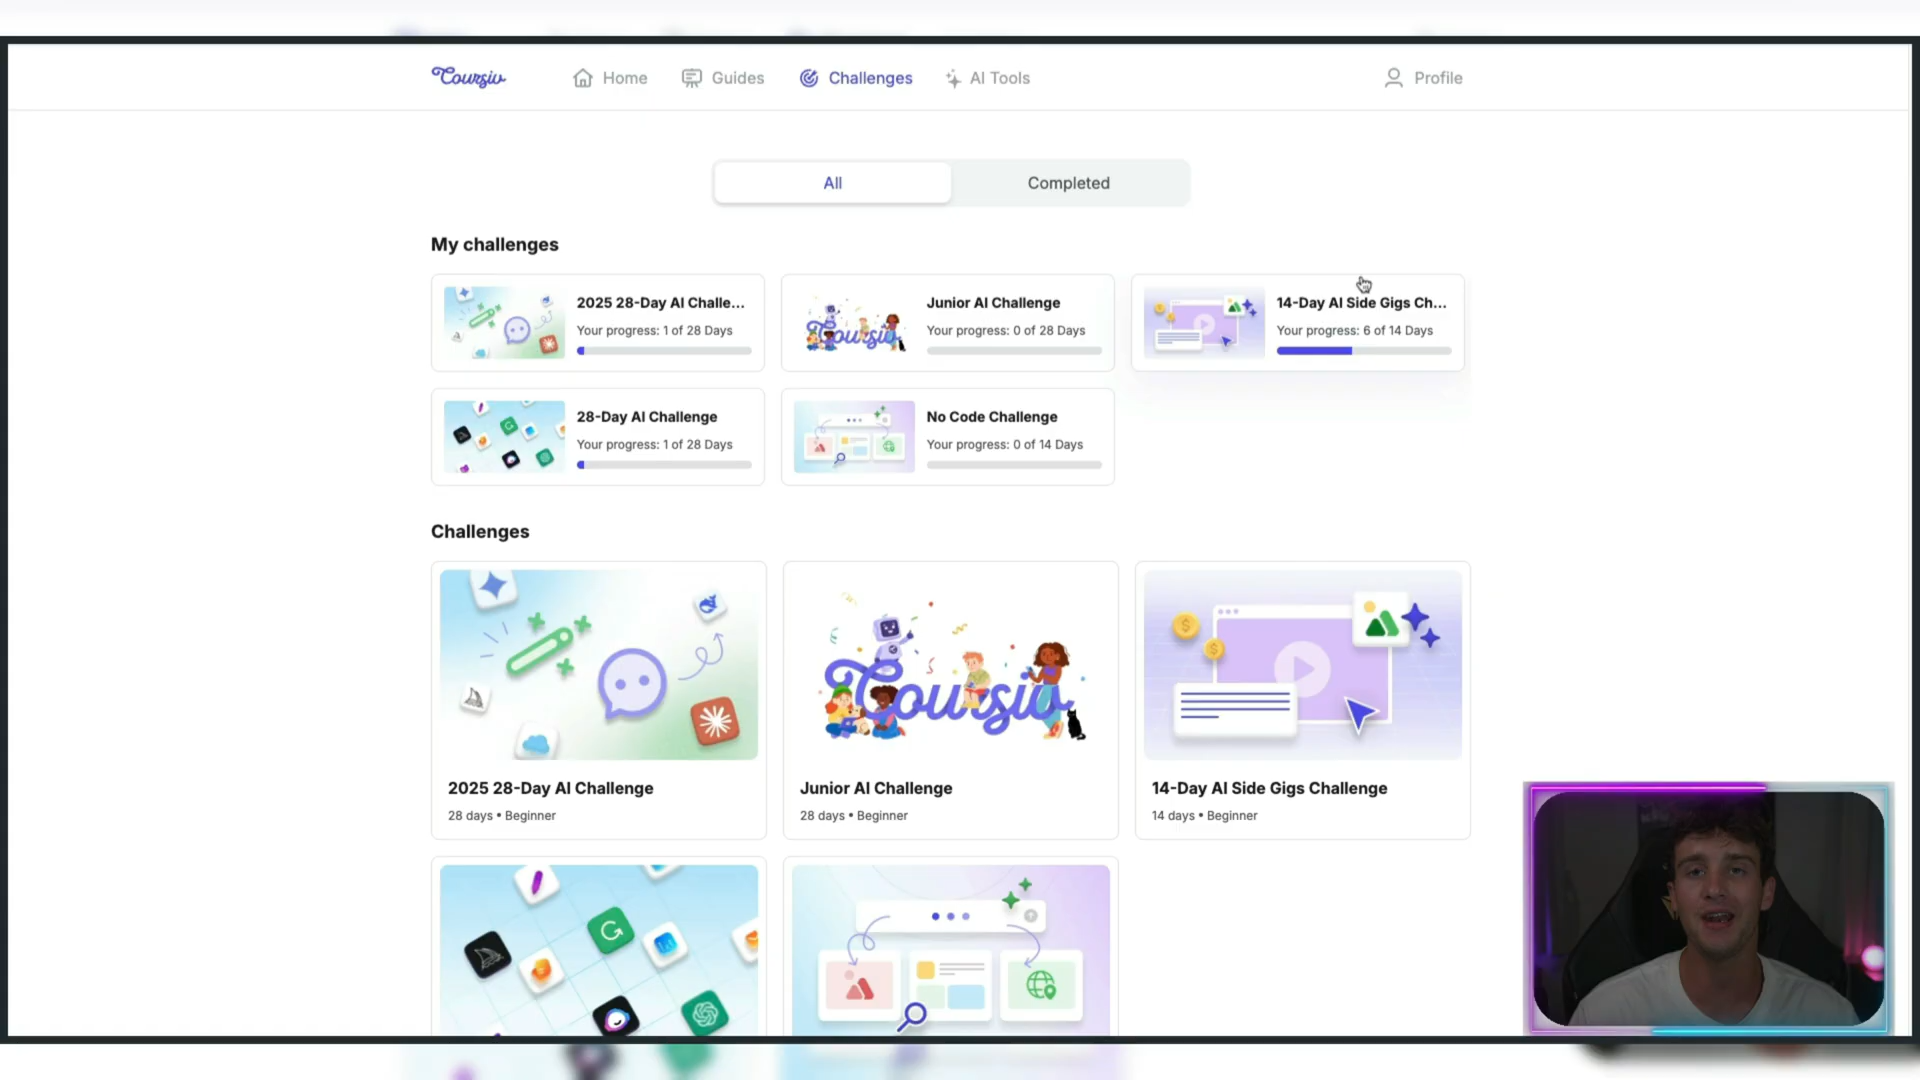 Coursiv
Home
Guides
Challenges
AI Tools
Profile
All
Completed
My challenges
2025 28-Day AI Challe...
Your progress: 1 of 28 Days
Junior AI Challenge
Your progress: 0 of 28 Days
14-Day AI Side Gigs Ch...
Your progress: 6 of 14 Days
28-Day AI Challenge
Your progress: 1 of 28 Days
No Code Challenge
Your progress: 0 of 14 Days
Challenges
Coursiv
2025 28-Day AI Challenge
28 days • Beginner
Junior AI Challenge
28 days • Beginner
14-Day AI Side Gigs Challenge
14 days • Beginner